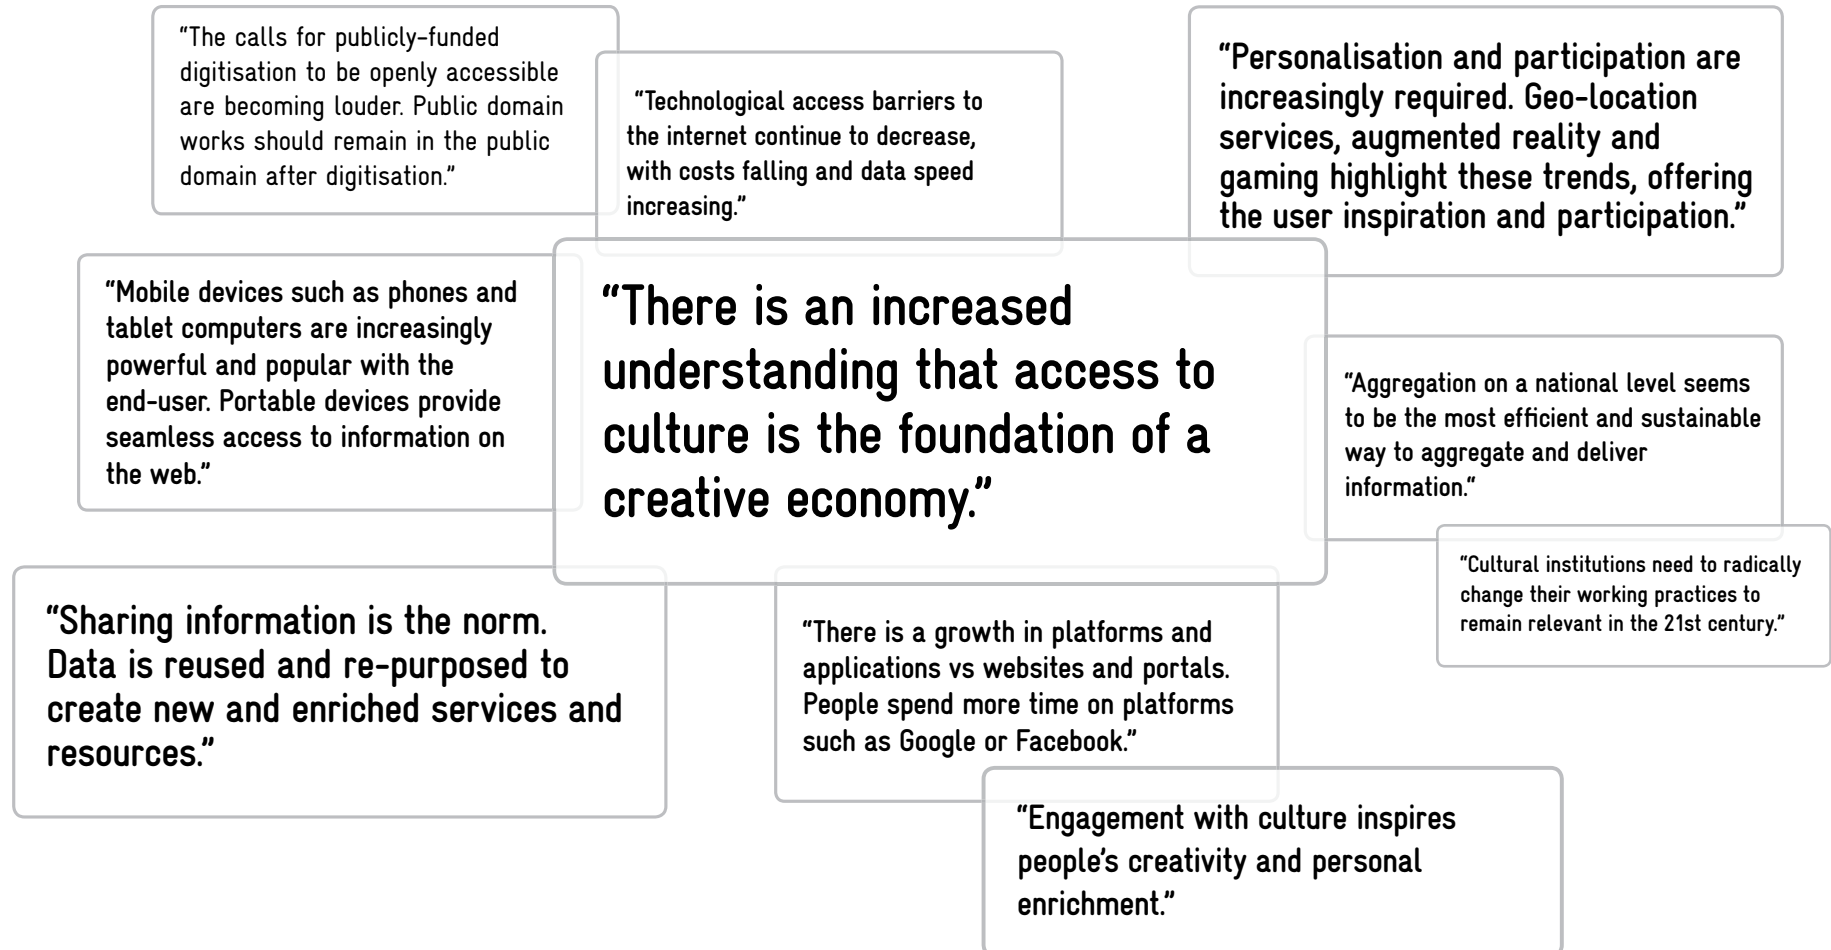 “The calls for publicly-funded
digitisation to be openly accessible
are becoming louder. Public domain
works should remain in the public
domain after digitisation.”
“Technological access barriers to
the internet continue to decrease,
with costs falling and data speed
increasing.”
“Personalisation and participation are
increasingly required. Geo-location
services, augmented reality and
gaming highlight these trends, offering
the user inspiration and participation.”
“Mobile devices such as phones and
tablet computers are increasingly
powerful and popular with the
end-user. Portable devices provide
seamless access to information on
the web.”
“There is an increased
understanding that access to
culture is the foundation of a
creative economy.”
“Aggregation on a national level seems
to be the most efficient and sustainable
way to aggregate and deliver
information.“
“Cultural institutions need to radically
change their working practices to
remain relevant in the 21st century.”
“Sharing information is the norm.
Data is reused and re-purposed to
create new and enriched services and
resources.”
“There is a growth in platforms and
applications vs websites and portals.
People spend more time on platforms
such as Google or Facebook.”
“Engagement with culture inspires
people’s creativity and personal
enrichment.”